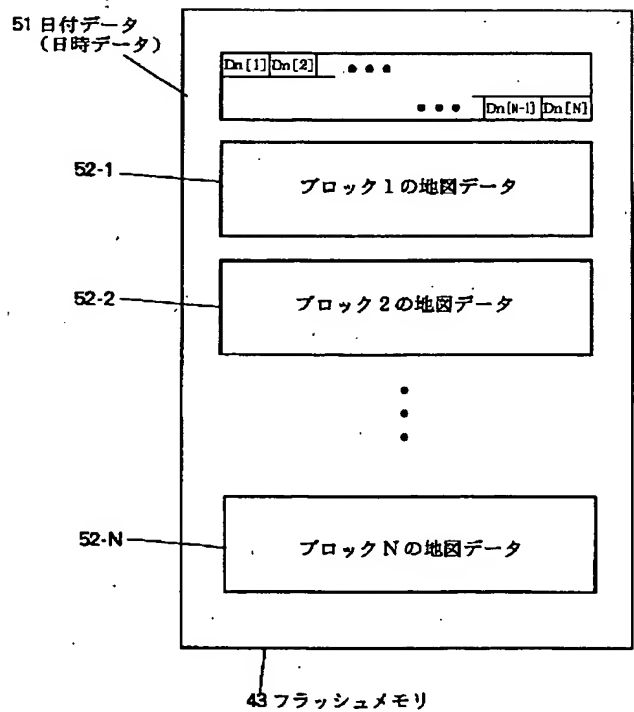 51 日付データ
(日時データ)
Dn[1] Dn[2] • • •
• • • Dn[N-1] Dn[N]
52-1
ブロック1の地図データ
52-2
ブロック2の地図データ
52-N
ブロックNの地図データ
43 フラッシュメモリ